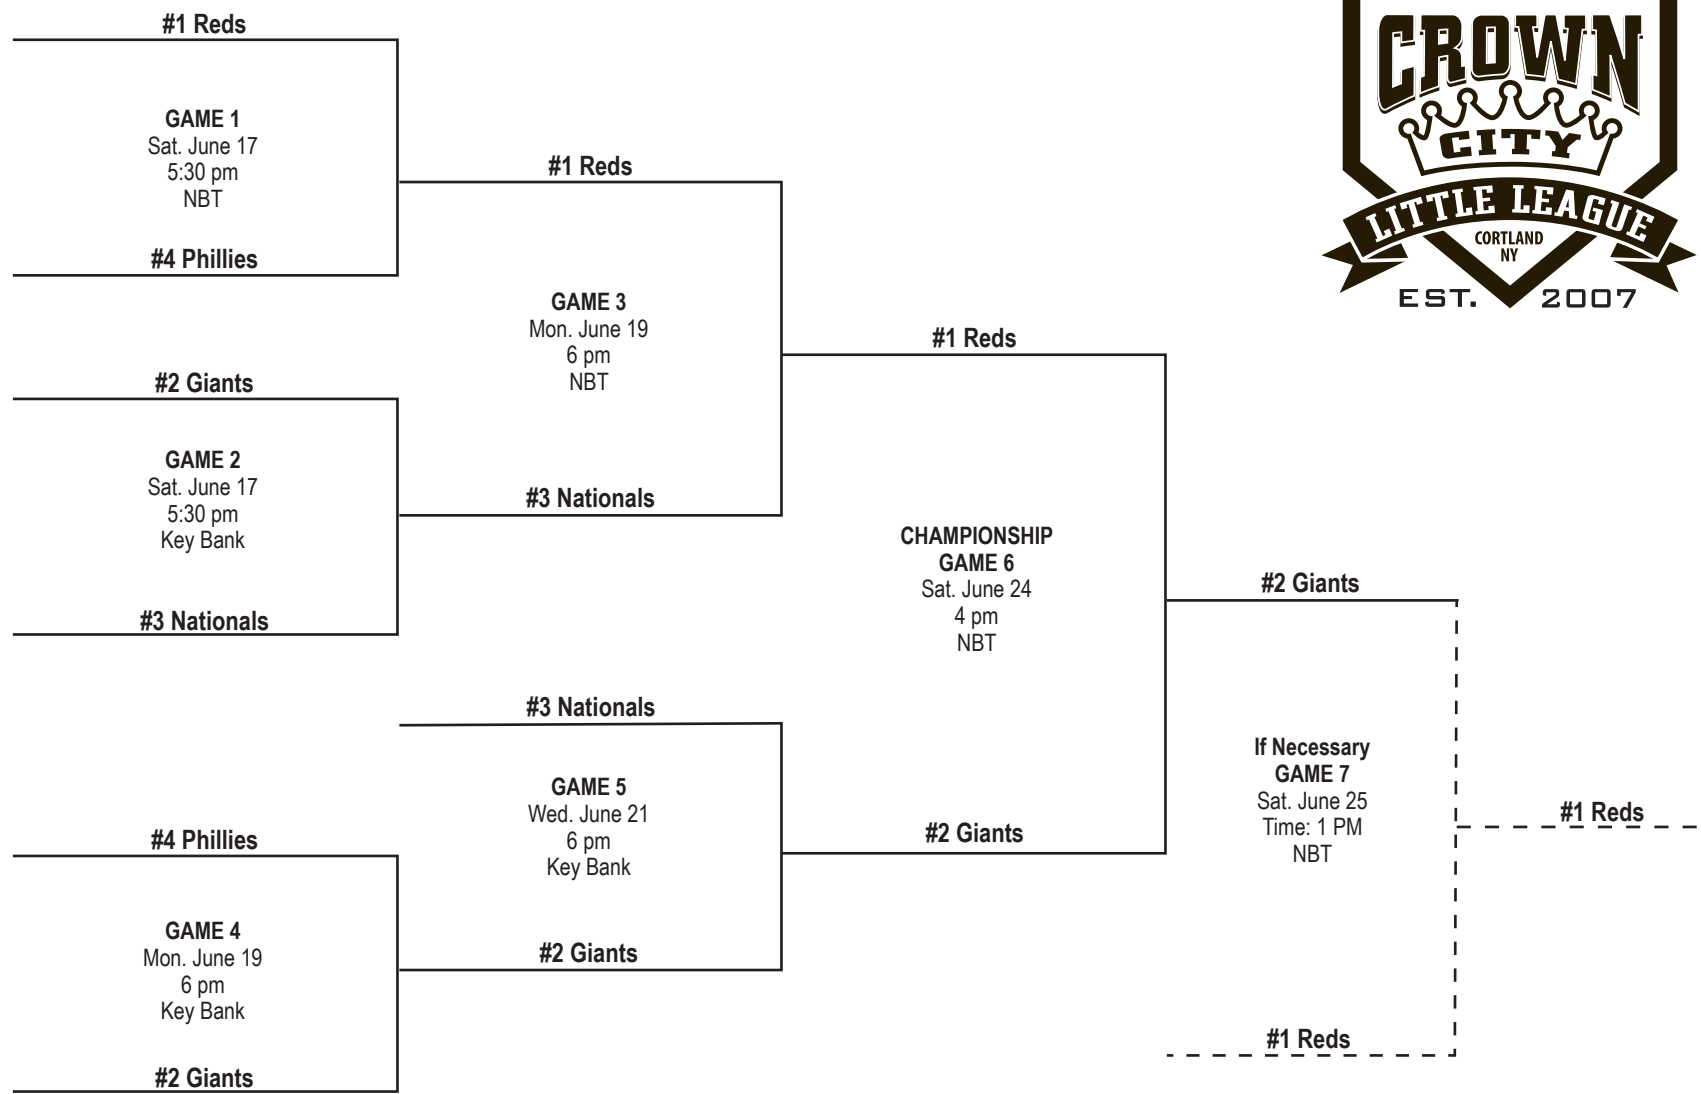 #1 Reds
GAME 1
Sat. June 17
5:30 pm
NBT
#4 Phillies
#2 Giants
GAME 2
Sat. June 17
5:30 pm
Key Bank
#3 Nationals
#4 Phillies
GAME 4
Mon. June 19
6 pm
Key Bank
#2 Giants
#1 Reds
GAME 3
Mon. June 19
6 pm
NBT
#3 Nationals
#3 Nationals
GAME 5
Wed. June 21
6 pm
Key Bank
#2 Giants
#1 Reds
CHAMPIONSHIP
GAME 6
Sat. June 24
4 pm
NBT
#2 Giants
#2 Giants
If Necessary
GAME 7
Sat. June 25
Time: 1 PM
NBT
#1 Reds
#1 Reds
CROWN
CITY
LITTLE LEAGUE
CORTLAND
NY
EST. 2007